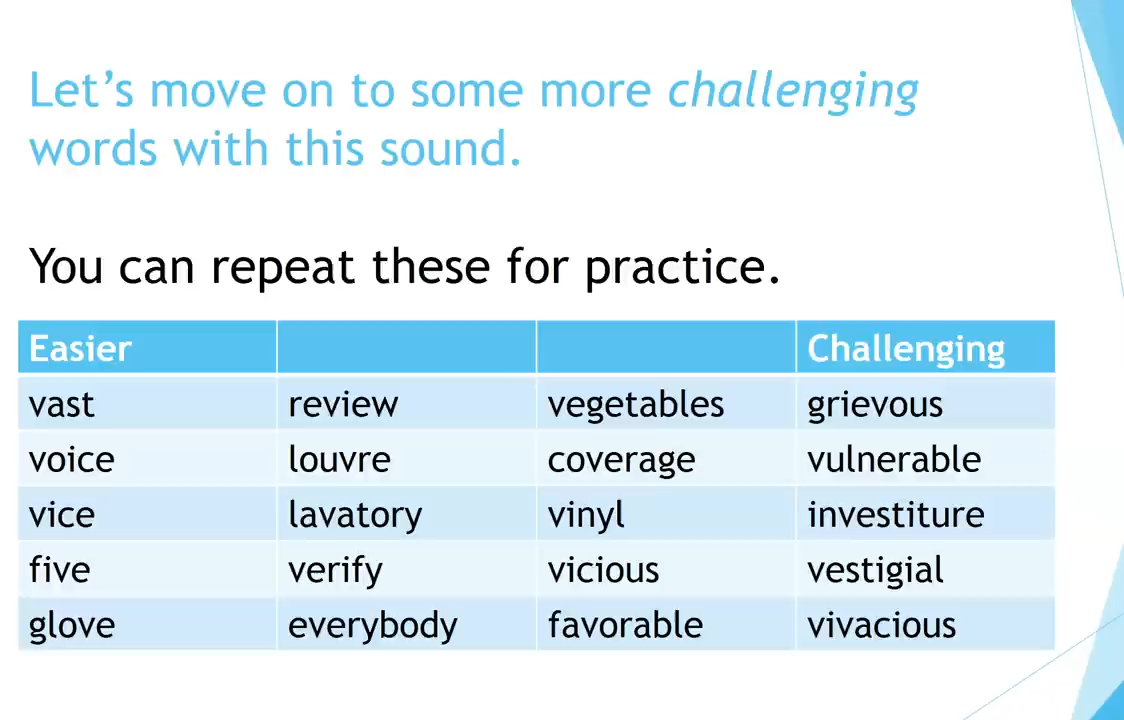 Let's move on to some more challenging
words with this sound.
You can repeat these for practice.
Easier Challenging
vast review vegetables grievous
voice louvre coverage vulnerable
vice lavatory vinyl investiture
five verify vicious vestigial
glove everybody favorable vivacious